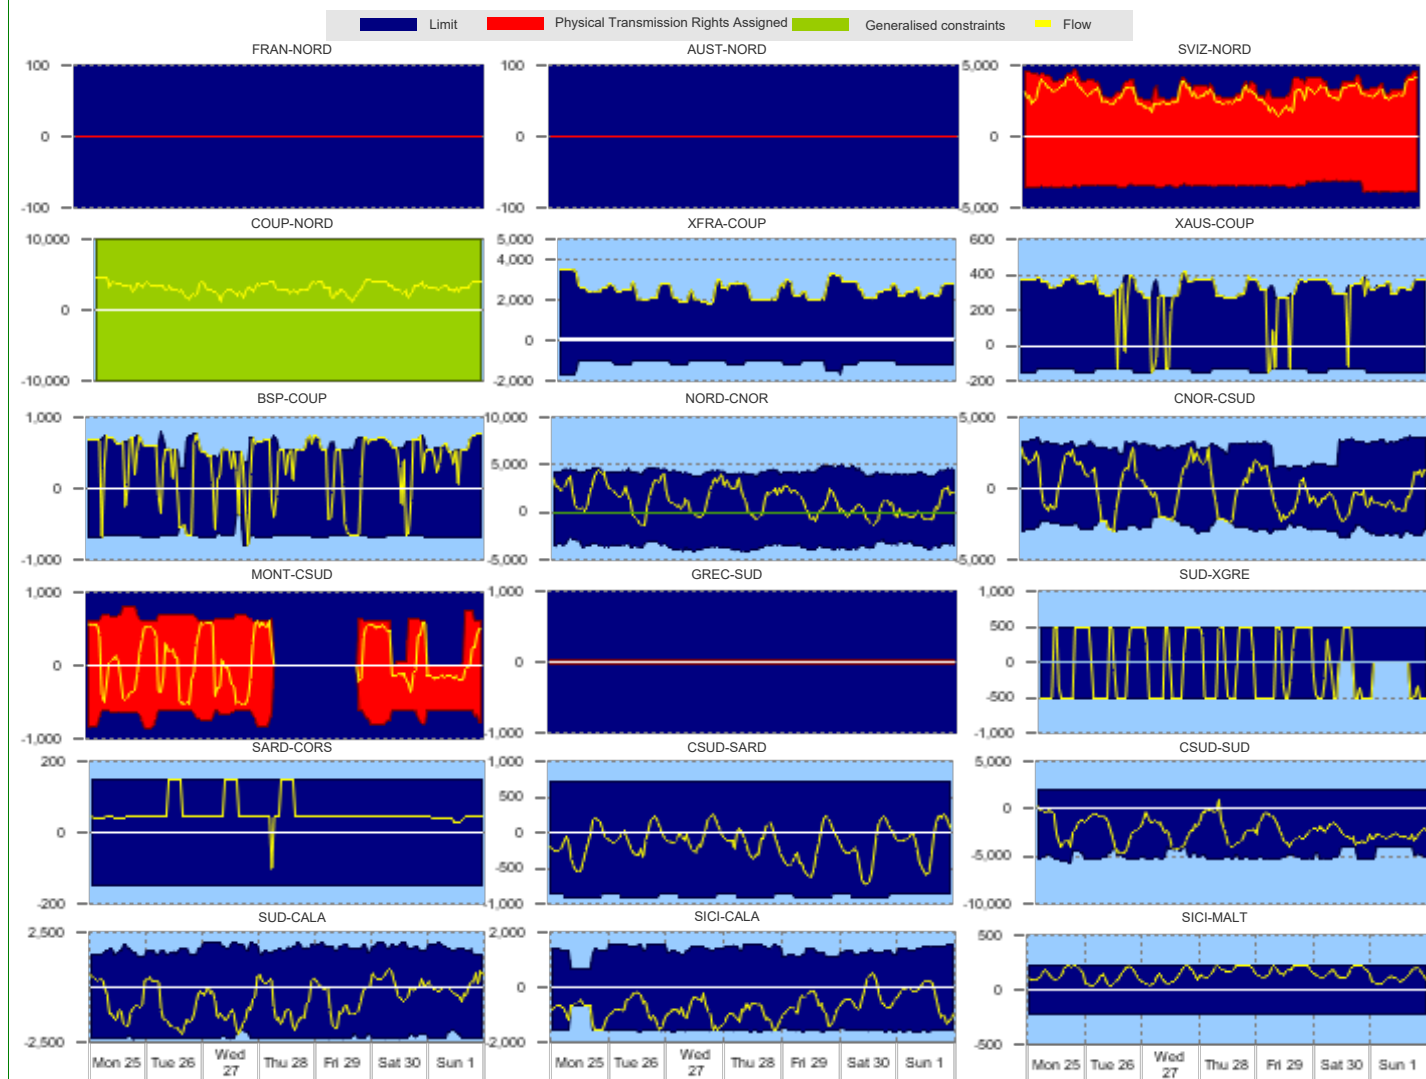 Limit Physical Transmission Rights Assigned Generalised constraints Flow
FRAN-NORD AUST-NORD SVIZ-NORD
100 100 5,000
0 0 0
-100 -100 -5,000
COUP-NORD XFRA-COUP XAUS-COUP
10,000 5,000 600
4,000 400
0 2,000 200
0 0
-10,000 -2,000 -200
BSP-COUP NORD-CNOR CNOR-CSUD
1,000 10,000 5,000
5,000
0 0 0
-1,000 -5,000 -5,000
MONT-CSUD GREC-SUD SUD-XGRE
1,000 1,000 1,000
500
0 0 0
-500
-1,000 -1,000 -1,000
SARD-CORS CSUD-SARD CSUD-SUD
200 1,000 5,000
500 0
0 0
-500 -5,000
-200 -1,000 -10,000
SUD-CALA SICI-CALA SICI-MALT
2,500 2,000 500
0 0
-2,500 -2,000 -500
Mon 25 Tue 26 Wed 27 Thu 28 Fri 29 Sat 30 Sun 1 Mon 25 Tue 26 Wed 27 Thu 28 Fri 29 Sat 30 Sun 1 Mon 25 Tue 26 Wed 27 Thu 28 Fri 29 Sat 30 Sun 1